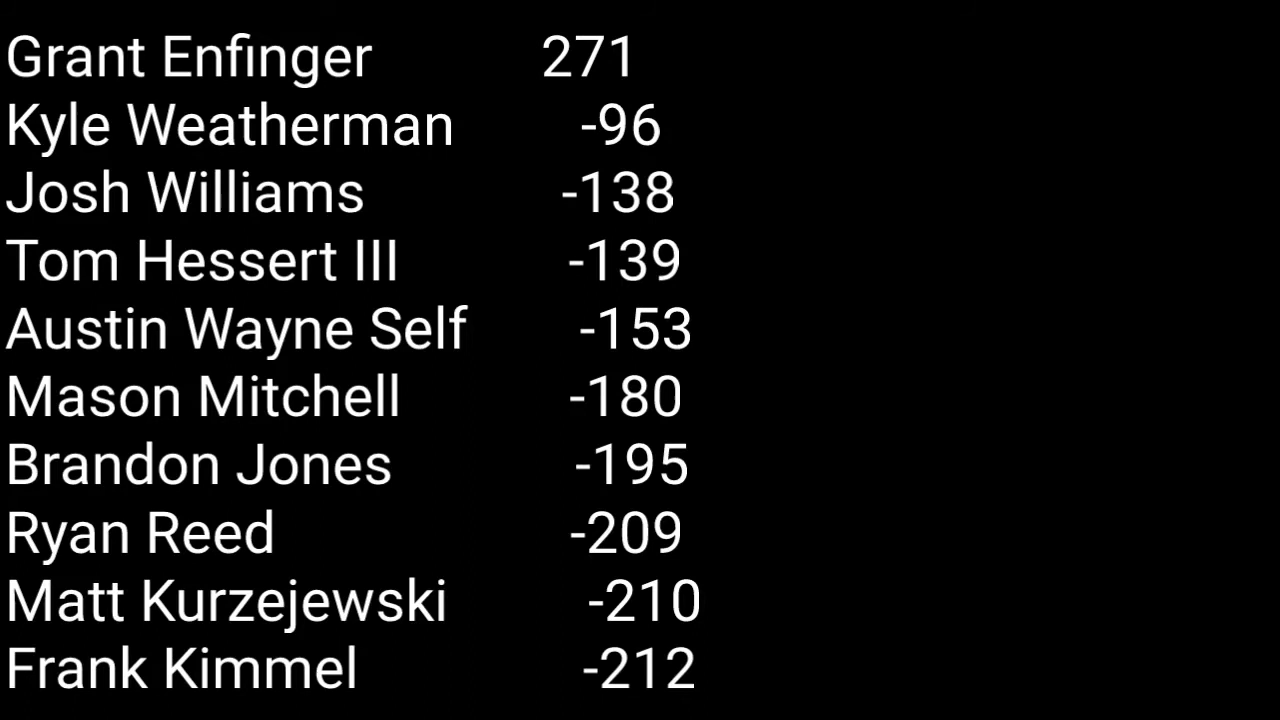 Grant Enfinger 271
Kyle Weatherman -96
Josh Williams -138
Tom Hessert III -139
Austin Wayne Self -153
Mason Mitchell -180
Brandon Jones -195
Ryan Reed -209
Matt Kurzejewski -210
Frank Kimmel -212